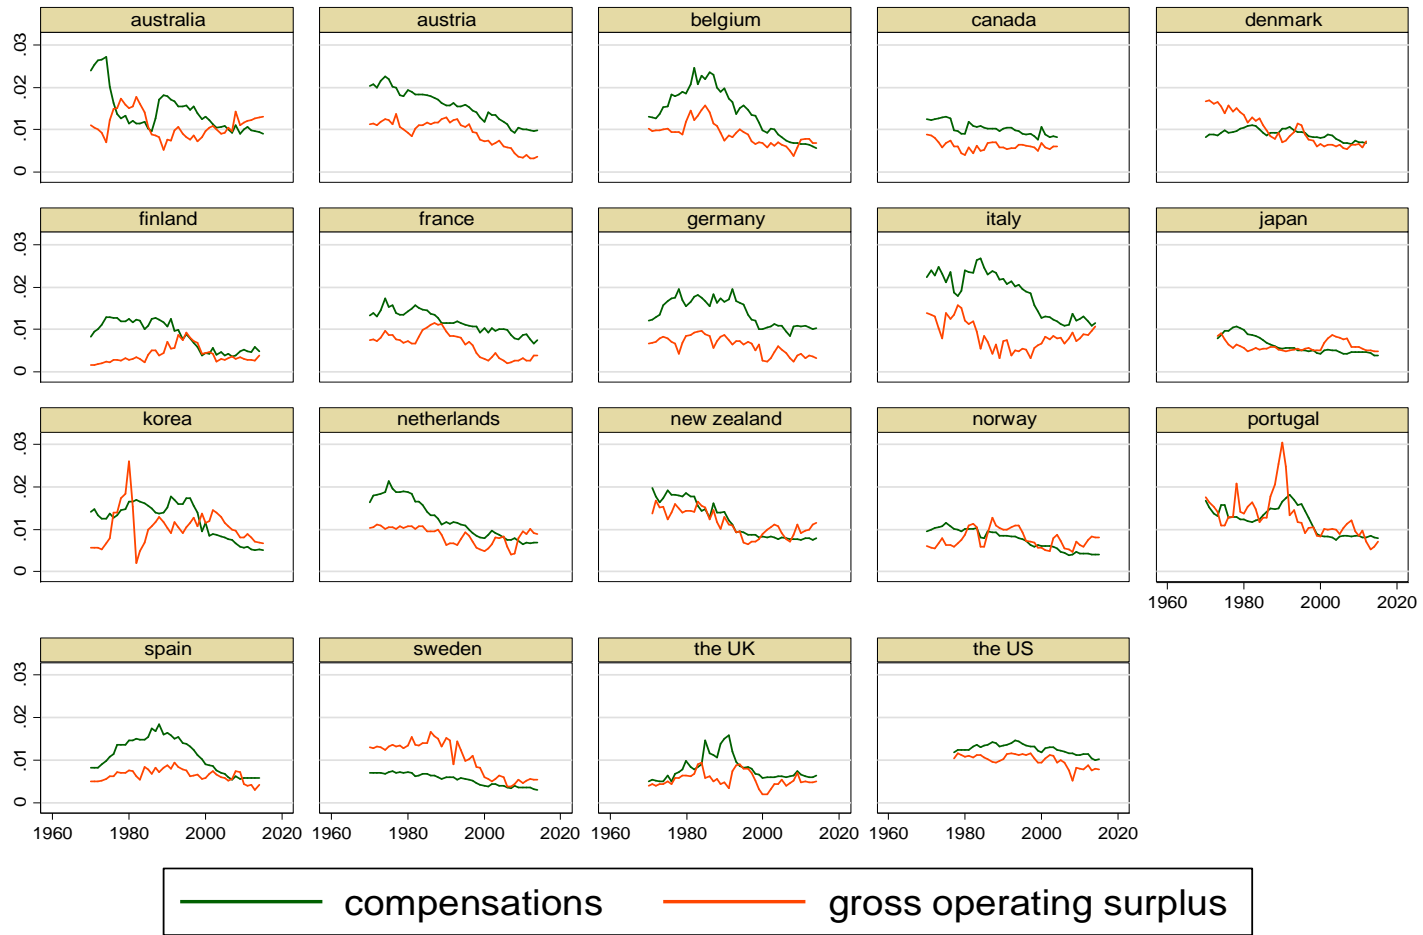 australia austria belgium canada denmark
.03
.02
.01
0
finland france germany italy japan
.03
.02
.01
0
korea netherlands new zealand norway portugal
.03
.02
.01
0
1960 1980 2000 2020
spain sweden the UK the US
.03
.02
.01
0
1960 1980 2000 2020 1960 1980 2000 2020 1960 1980 2000 2020 1960 1980 2000 2020
compensations gross operating surplus